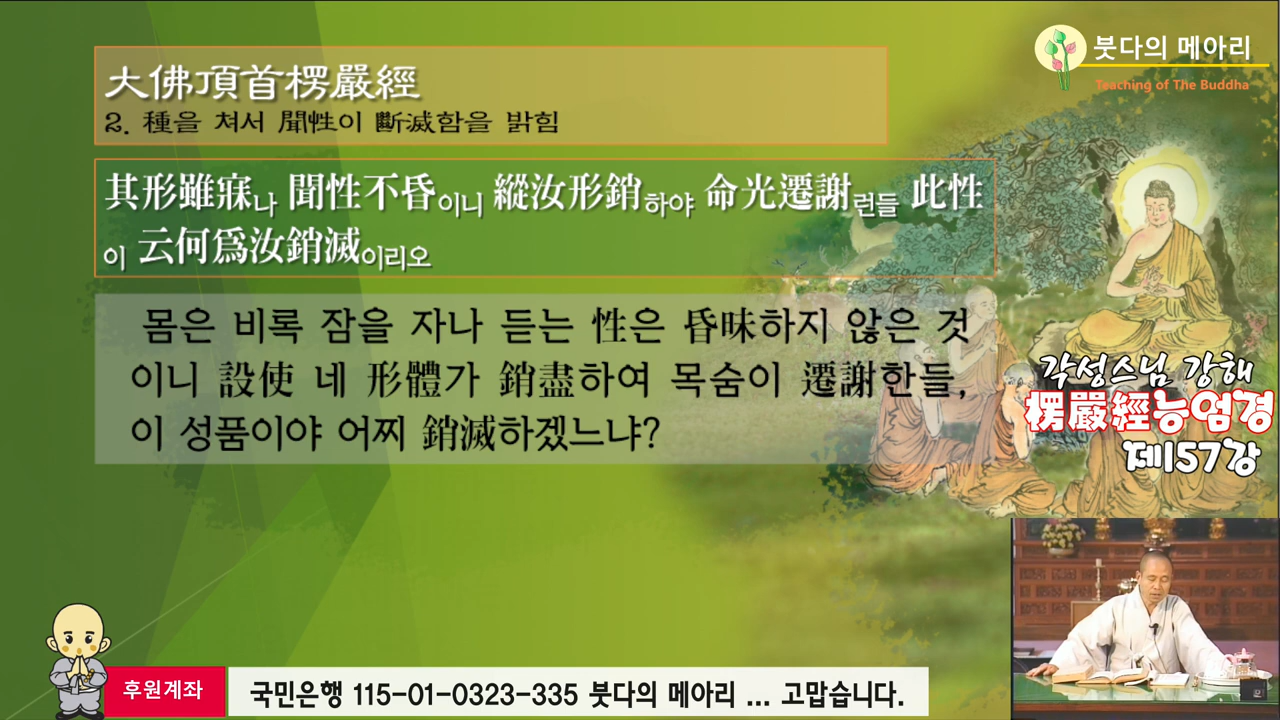 大佛頂首楞嚴經
2. 種을 쳐서 聞性이 斷滅함을 밝힘
其形雖寐나 聞性不昏이니 縱汝形銷하야 命光遷謝런들 此性
이 云何爲汝銷滅이리오
몸은 비록 잠을 자나 듣는 性은 昏昧하지 않은 것
이니 設使 네 形體가 銷盡하여 목숨이 遷謝한들,
이 성품이야 어찌 銷滅하겠느냐?
붓다의 메아리
Teaching of The Buddha
각성스님 강해
楞嚴經능엄경
제157강
후원계좌
국민은행 115-01-0323-335 붓다의 메아리 ... 고맙습니다.